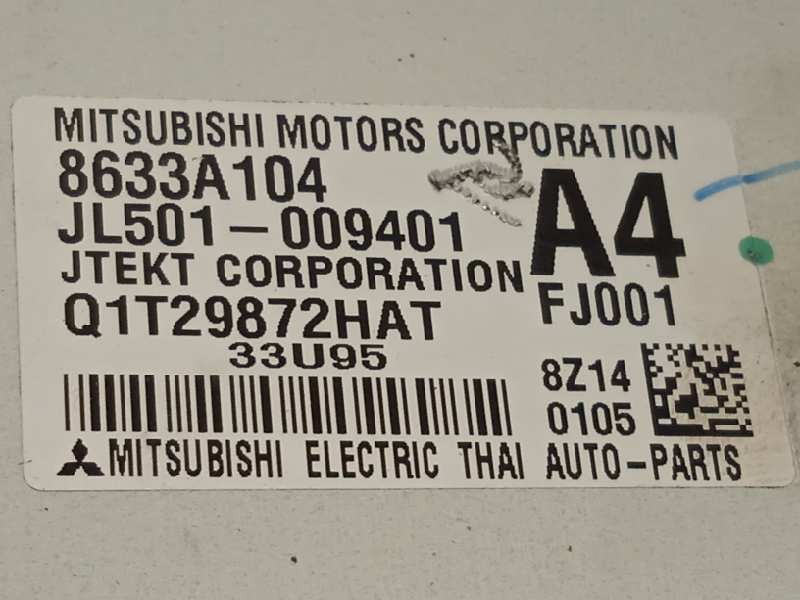 MITSUBISHI MOTORS CORPORATION
8633A104
JL501-009401
A4
JTEKT CORPORATION
FJ001
Q1T29872HAT
33U95
8Z14
0105
MITSUBISHI ELECTRIC THAI AUTO-PARTS